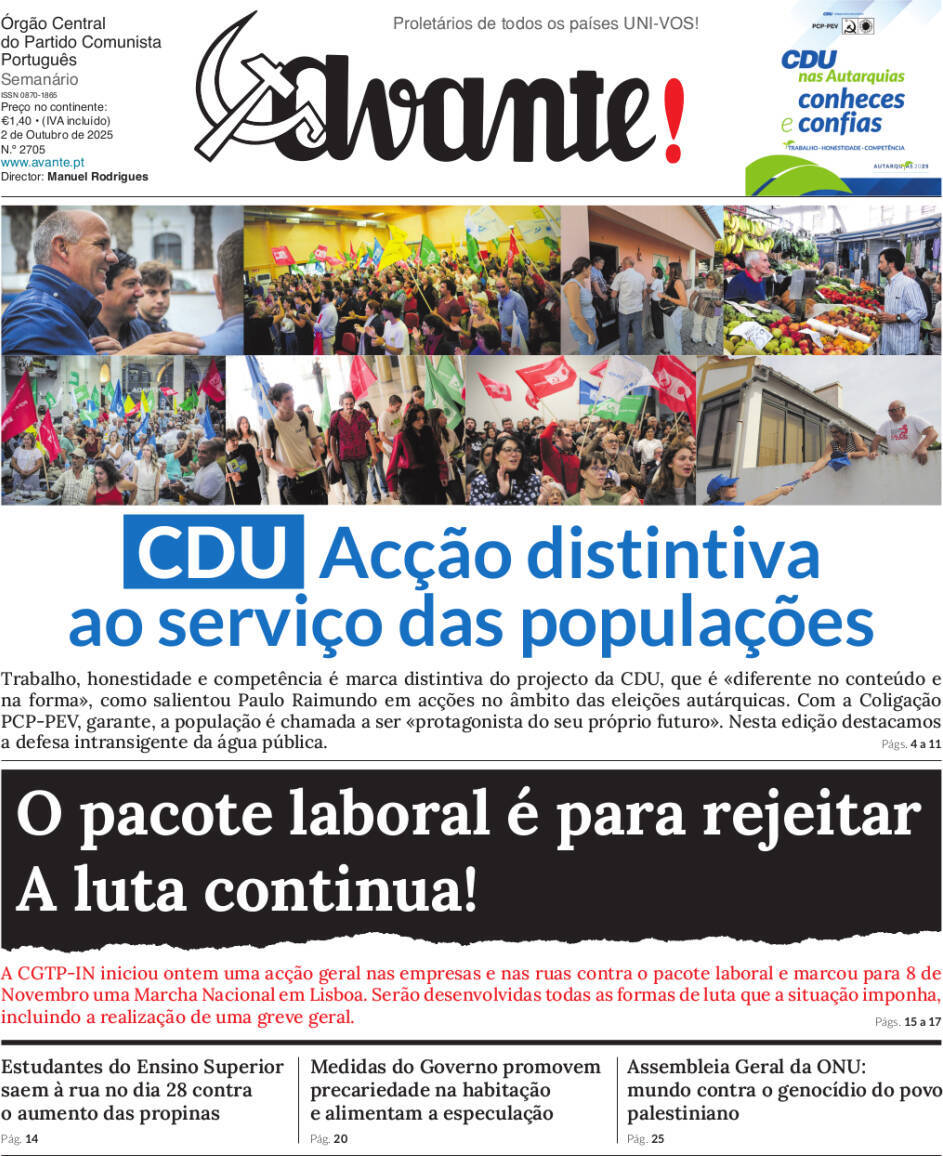 Órgão Central
do Partido Comunista
Português
Semanário
ISSN 0870-1865
Preço no continente:
€1,40 • (IVA incluído)
2 de Outubro de 2025
N.º 2705
www.avante.pt
Director: Manuel Rodrigues
Proletários de todos os países UNI-VOS!
avante!
CDU
PCP-PEV
CDU
nas Autarquias
conheces
e confias
TRABALHO • HONESTIDADE • COMPETÊNCIA
AUTARQUIAS 2025
CDU Acção distintiva
ao serviço das populações
Trabalho, honestidade e competência é marca distintiva do projecto da CDU, que é «diferente no conteúdo e
na forma», como salientou Paulo Raimundo em acções no âmbito das eleições autárquicas. Com a Coligação
PCP-PEV, garante, a população é chamada a ser «protagonista do seu próprio futuro». Nesta edição destacamos
a defesa intransigente da água pública.
Págs. 4 a 11
O pacote laboral é para rejeitar
A luta continua!
A CGTP-IN iniciou ontem uma acção geral nas empresas e nas ruas contra o pacote laboral e marcou para 8 de
Novembro uma Marcha Nacional em Lisboa. Serão desenvolvidas todas as formas de luta que a situação imponha,
incluindo a realização de uma greve geral.
Págs. 15 a 17
Estudantes do Ensino Superior
saem à rua no dia 28 contra
o aumento das propinas
Pág. 14
Medidas do Governo promovem
precariedade na habitação
e alimentam a especulação
Pág. 20
Assembleia Geral da ONU:
mundo contra o genocídio do povo
palestiniano
Pág. 25